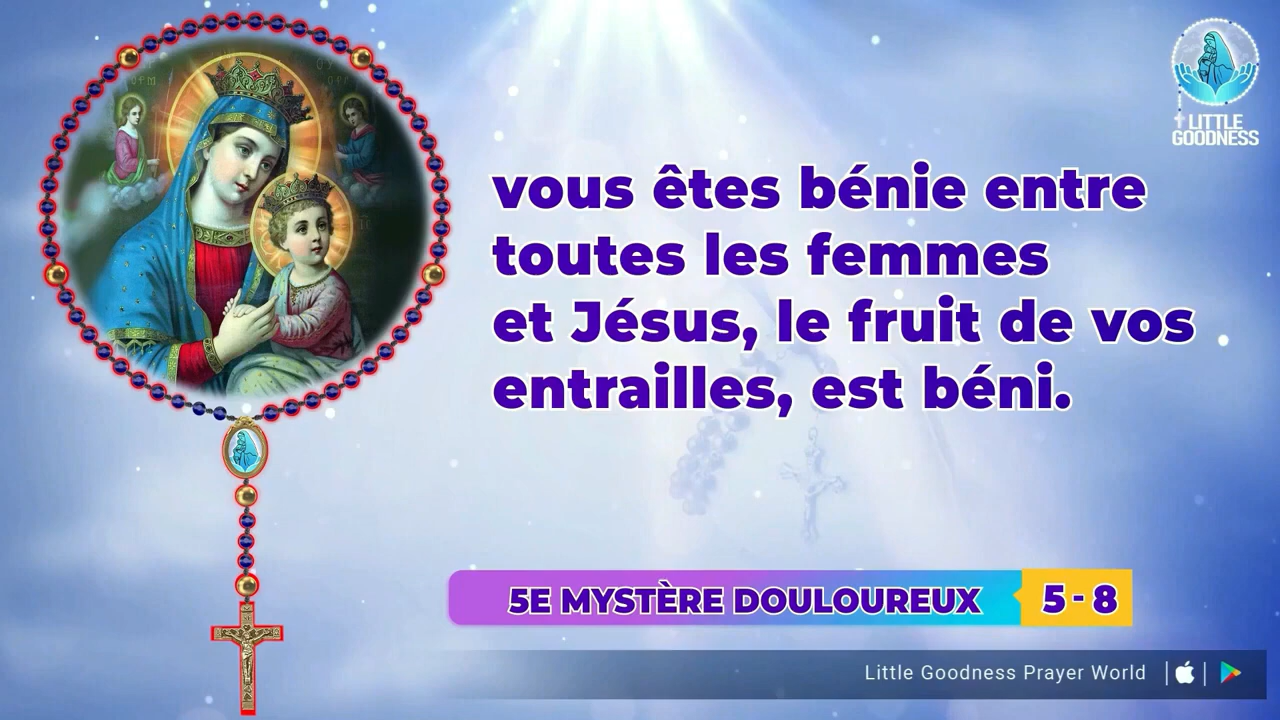 LITTLE
GOODNESS
vous êtes bénie entre
toutes les femmes
et Jésus, le fruit de vos
entrailles, est béni.
5E MYSTÈRE DOULOUREUX 5 - 8
Little Goodness Prayer World